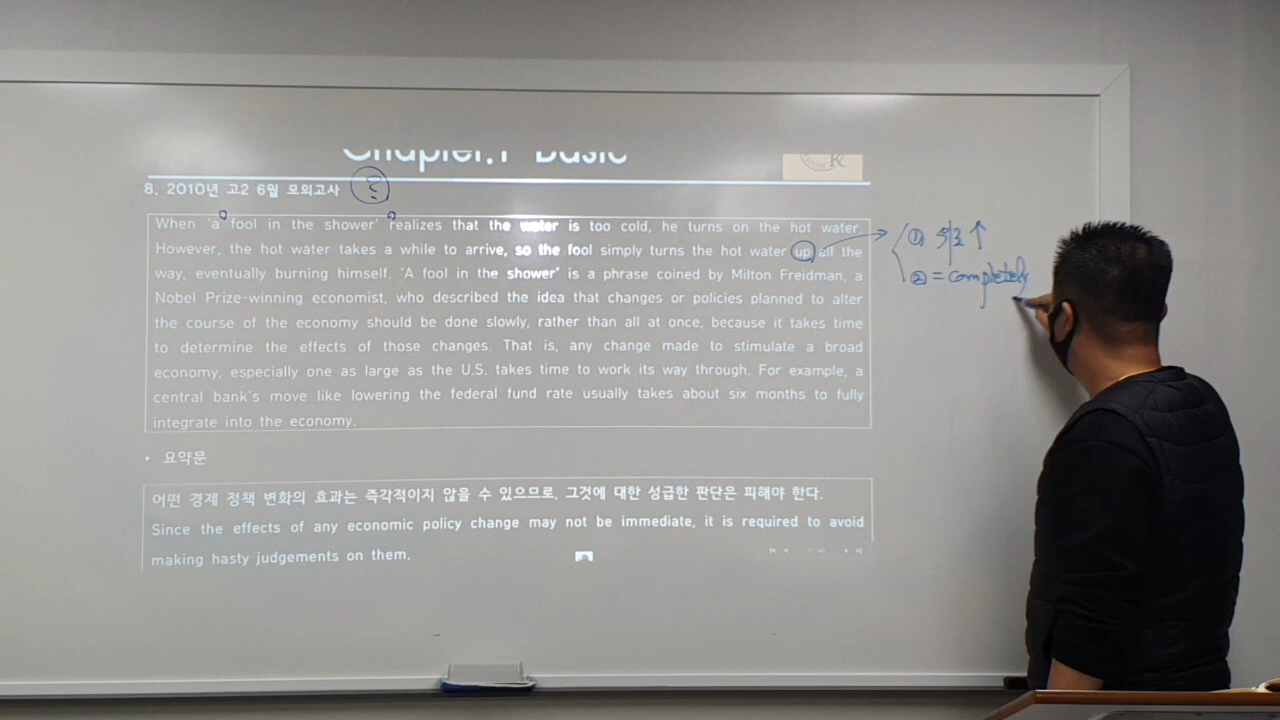 Chapter.1 Basic
8. 2010년 고2 6월 모의고사 ?
When 'a fool in the shower' realizes that the water is too cold, he turns on the hot water.
However, the hot water takes a while to arrive, so the fool simply turns the hot water up all the
way, eventually burning himself. 'A fool in the shower' is a phrase coined by Milton Freidman, a
Nobel Prize-winning economist, who described the idea that changes or policies planned to alter
the course of the economy should be done slowly, rather than all at once, because it takes time
to determine the effects of those changes. That is, any change made to stimulate a broad
economy, especially one as large as the U.S. takes time to work its way through. For example, a
central bank's move like lowering the federal fund rate usually takes about six months to fully
integrate into the economy.
① ↑
② = completely
• 요약문
어떤 경제 정책 변화의 효과는 즉각적이지 않을 수 있으므로, 그것에 대한 성급한 판단은 피해야 한다.
Since the effects of any economic policy change may not be immediate, it is required to avoid
making hasty judgements on them.